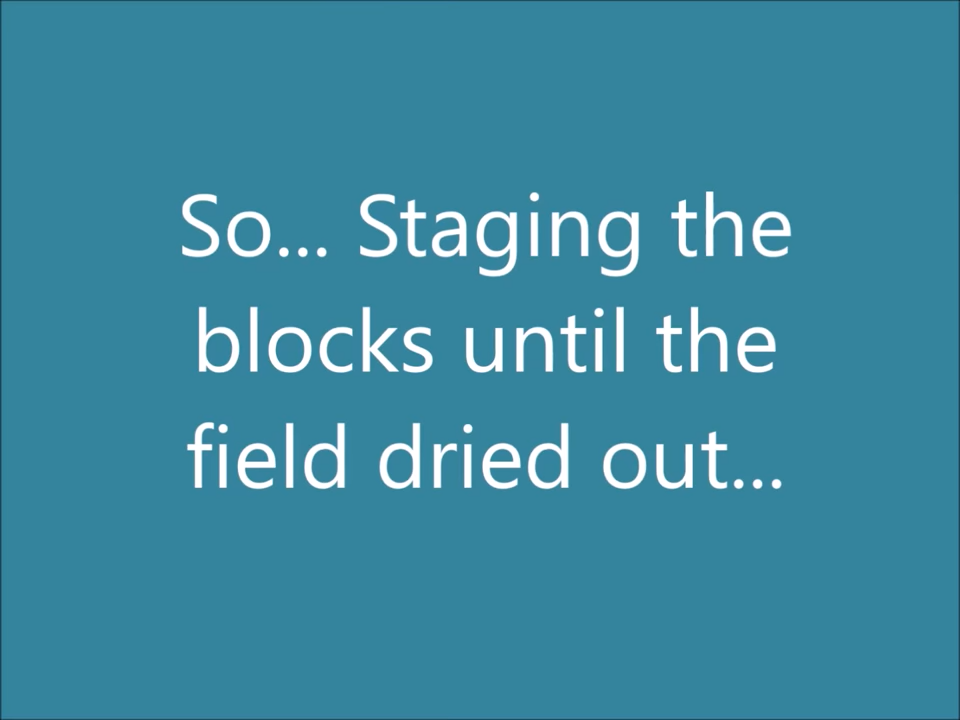 So... Staging the
blocks until the
field dried out...